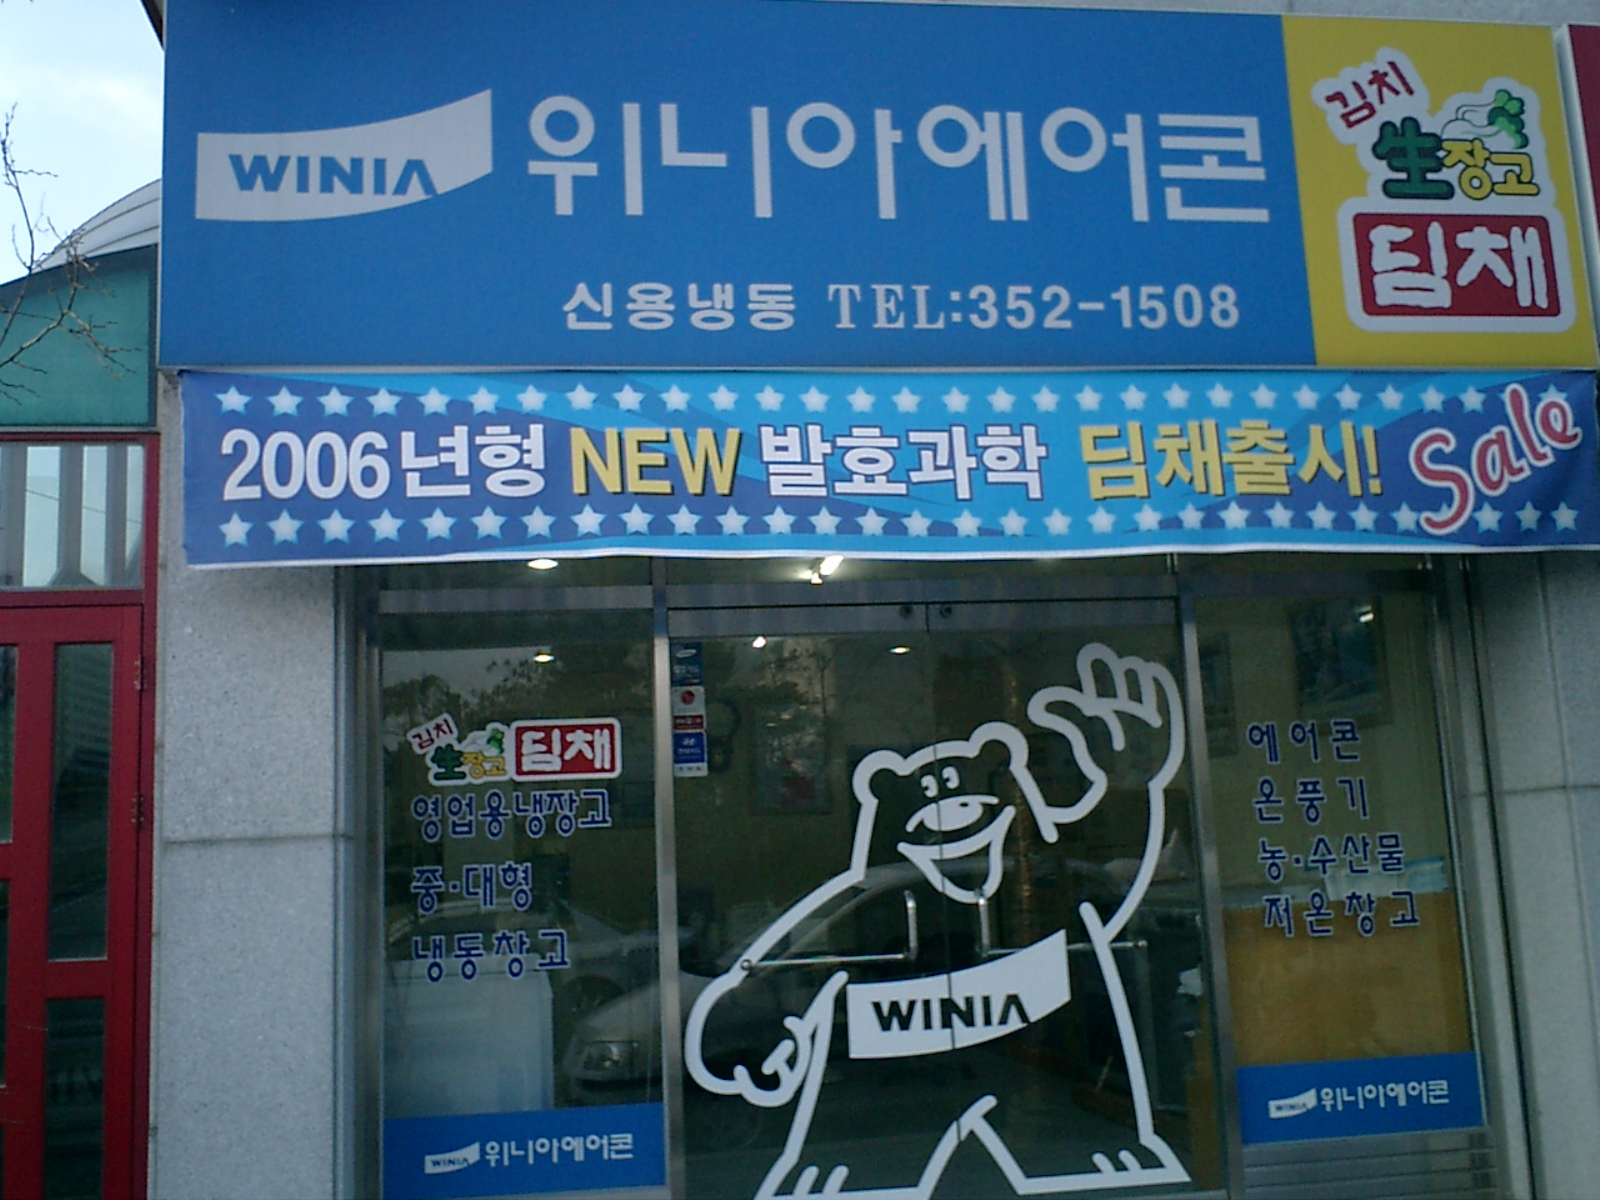 WINIA 위니아에어콘
신용냉동 TEL:352-1508
김치
生장고
딤채
2006년형 NEW 발효과학 딤채출시! Sale
김치
生장고 딤채
영업용냉장고
중·대형
냉동창고
WINIA 위니아에어콘
WINIA
에어콘
온풍기
농·수산물
저온창고
WINIA 위니아에어콘